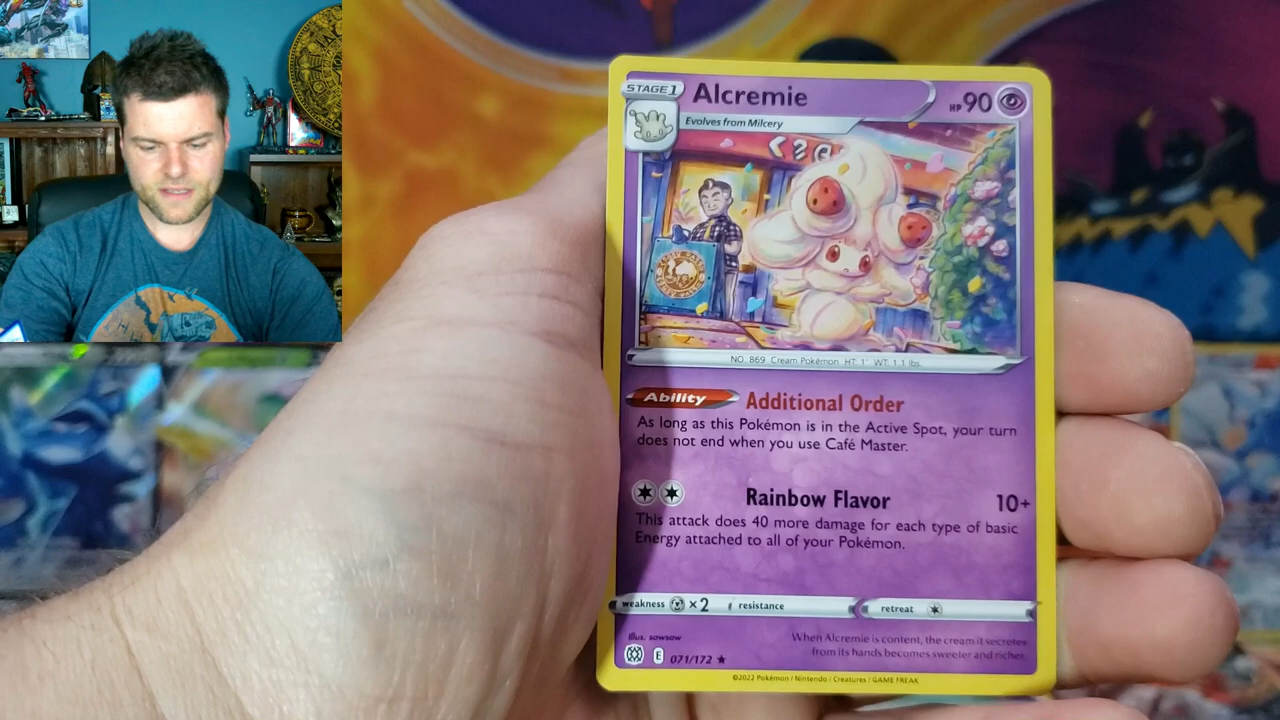 STAGE 1
Alcremie
HP 90
Evolves from Milcery
NO. 869 Cream Pokémon HT: 1' WT: 1.1 lbs.
Ability Additional Order
As long as this Pokémon is in the Active Spot, your turn
does not end when you use Café Master.
Rainbow Flavor 10+
This attack does 40 more damage for each type of basic
Energy attached to all of your Pokémon.
weakness ×2 resistance retreat
Illus. sowsow
When Alcremie is content, the cream it secretes
from its hands becomes sweeter and richer.
E 071/172 ★
©2022 Pokémon / Nintendo / Creatures / GAME FREAK